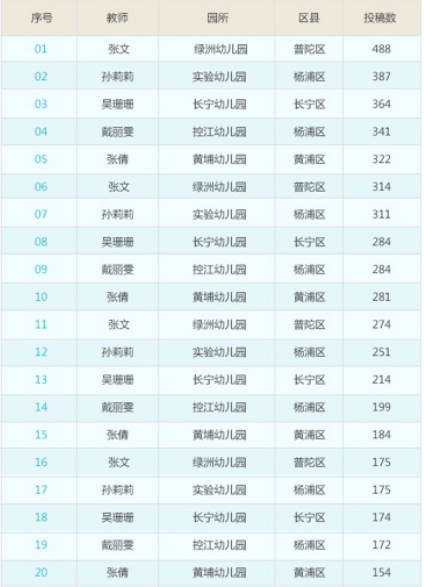 序号 教师 园所 区县 投稿数
01 张文 绿洲幼儿园 普陀区 488
02 孙莉莉 实验幼儿园 杨浦区 387
03 吴珊珊 长宁幼儿园 长宁区 364
04 戴丽雯 控江幼儿园 杨浦区 341
05 张倩 黄埔幼儿园 黄浦区 322
06 张文 绿洲幼儿园 普陀区 314
07 孙莉莉 实验幼儿园 杨浦区 311
08 吴珊珊 长宁幼儿园 长宁区 284
09 戴丽雯 控江幼儿园 杨浦区 284
10 张倩 黄埔幼儿园 黄浦区 281
11 张文 绿洲幼儿园 普陀区 274
12 孙莉莉 实验幼儿园 杨浦区 251
13 吴珊珊 长宁幼儿园 长宁区 214
14 戴丽雯 控江幼儿园 杨浦区 199
15 张倩 黄埔幼儿园 黄浦区 184
16 张文 绿洲幼儿园 普陀区 175
17 孙莉莉 实验幼儿园 杨浦区 175
18 吴珊珊 长宁幼儿园 长宁区 174
19 戴丽雯 控江幼儿园 杨浦区 172
20 张倩 黄埔幼儿园 黄浦区 154